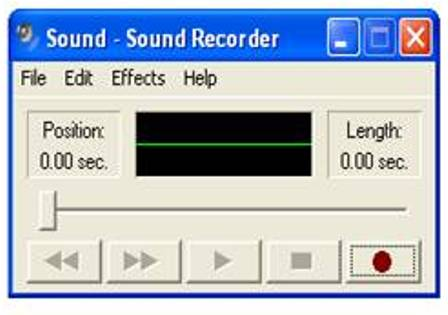 Sound - Sound Recorder
File Edit Effects Help
Position:
0.00 sec.
Length:
0.00 sec.